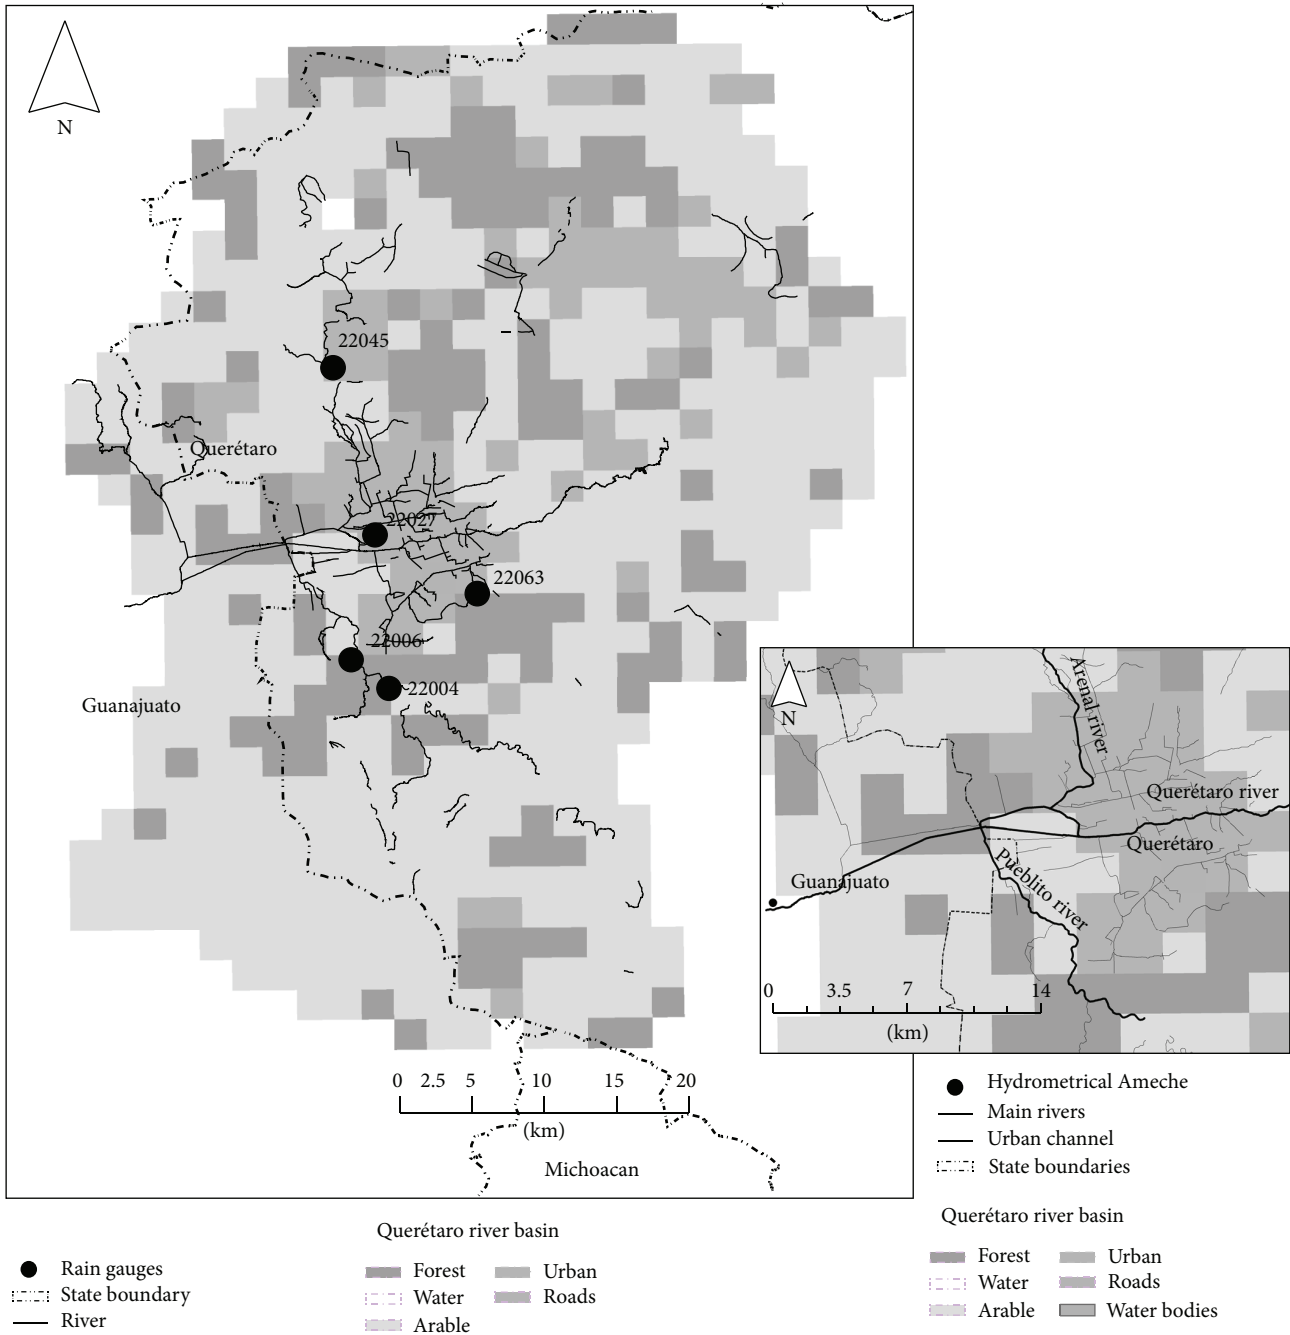 N
22045
Querétaro
22027
22063
22006
22004
Guanajuato
0 2.5 5 10 15 20
(km)
Michoacan
N
Arenal river
Querétaro river
Querétaro
Pueblito river
Guanajuato
0 3.5 7 14
(km)
Hydrometrical Ameche
Main rivers
Urban channel
State boundaries
Querétaro river basin
Forest Urban
Water Roads
Arable Water bodies
Querétaro river basin
Forest Urban
Water Roads
Arable
Rain gauges
State boundary
River